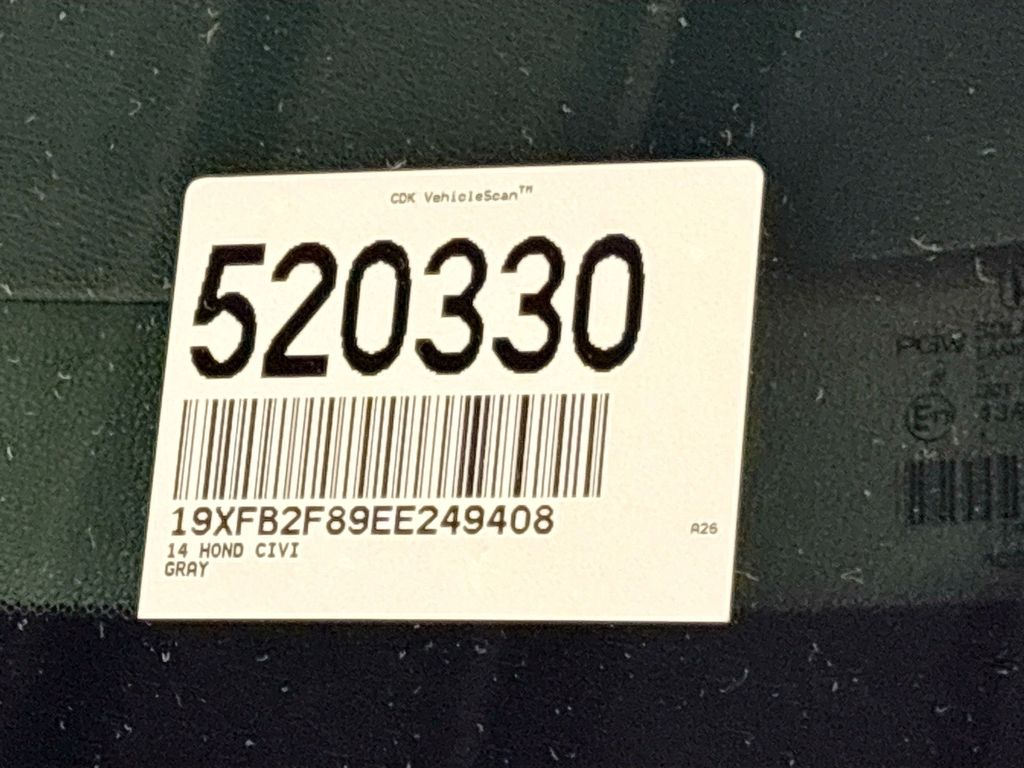 CDK VehicleScan™
520330
19XFB2F89EE249408
14 HOND CIVI
GRAY
A26
PGW